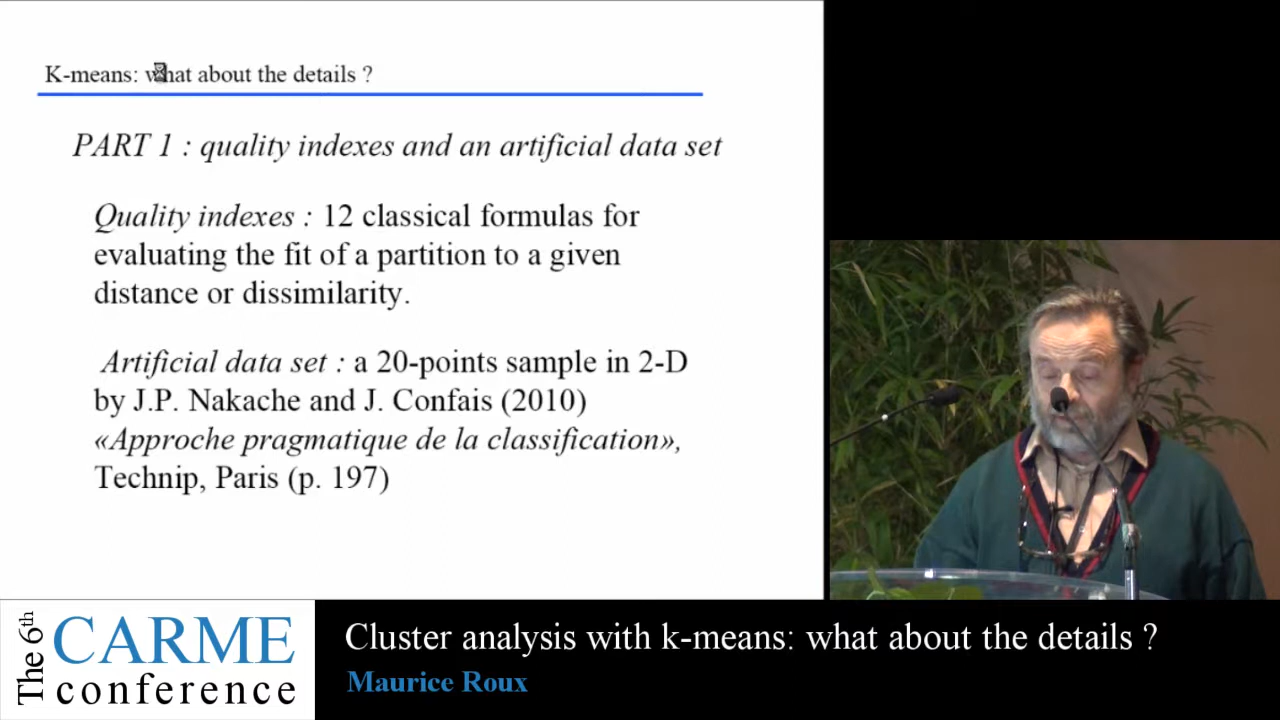 K-means: what about the details ?
PART 1 : quality indexes and an artificial data set
Quality indexes : 12 classical formulas for
evaluating the fit of a partition to a given
distance or dissimilarity.
Artificial data set : a 20-points sample in 2-D
by J.P. Nakache and J. Confais (2010)
«Approche pragmatique de la classification»,
Technip, Paris (p. 197)
The 6th
CARME
conference
Cluster analysis with k-means: what about the details ?
Maurice Roux